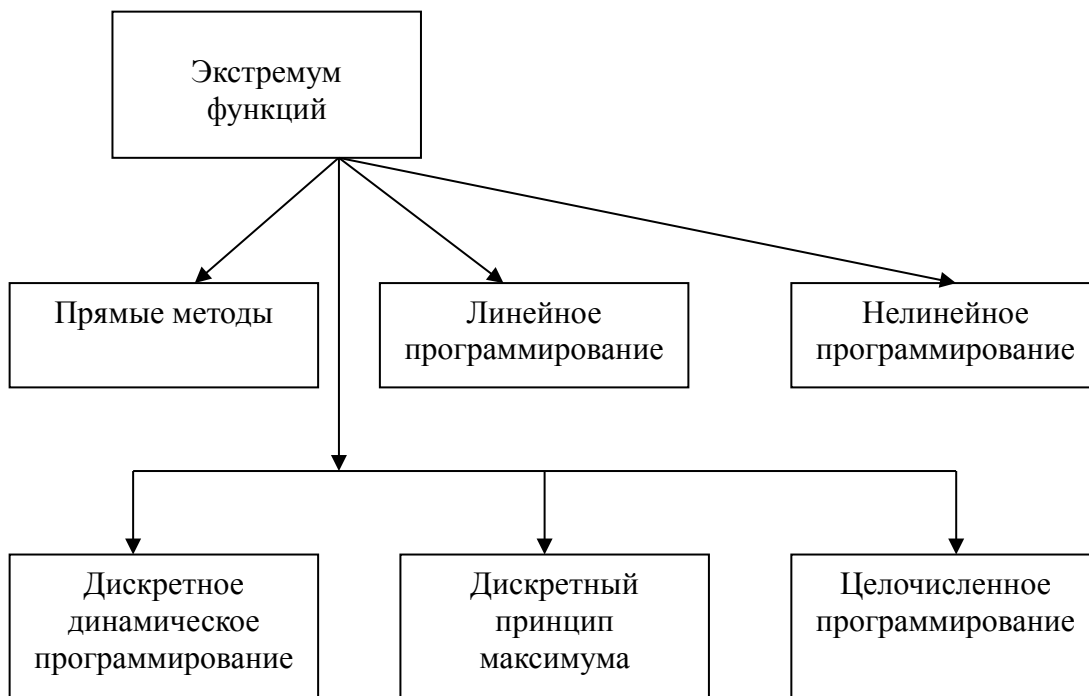 Экстремум
функций
Прямые методы
Линейное
программирование
Нелинейное
программирование
Дискретное
динамическое
программирование
Дискретный
принцип
максимума
Целочисленное
программирование